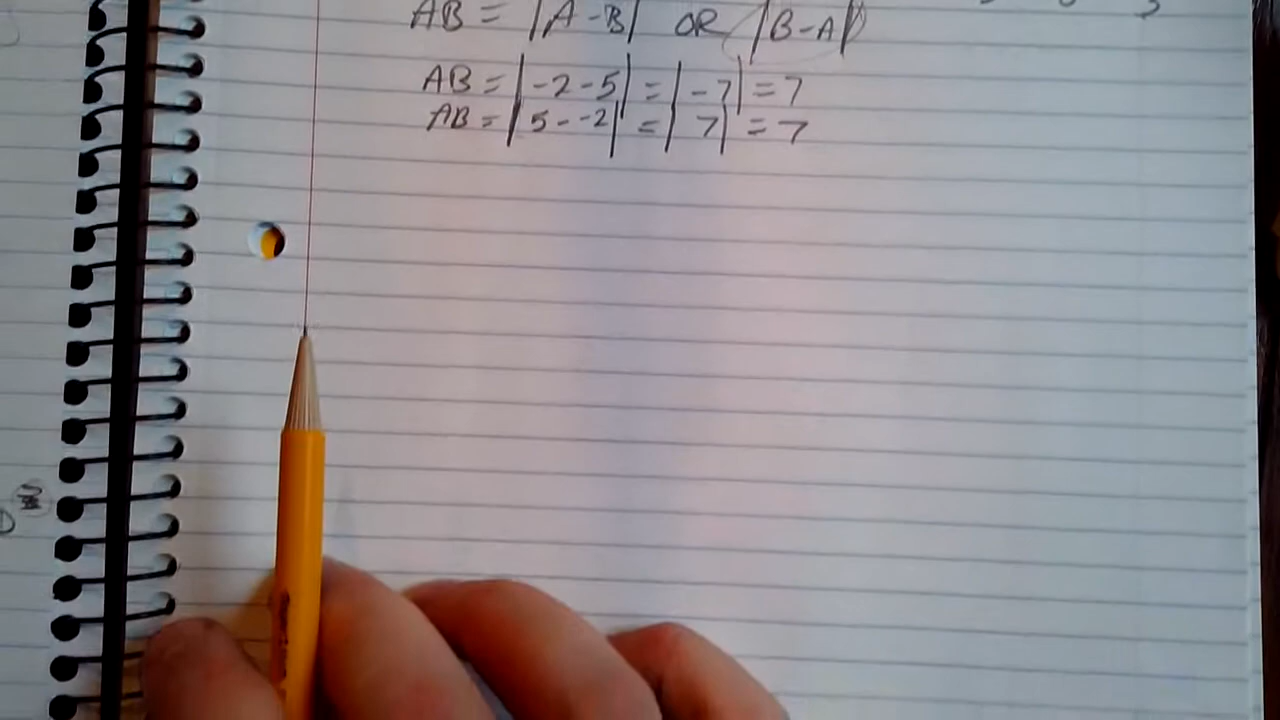 AB = |A - B| OR |B - A|
AB = |-2 - 5| = |-7| = 7
AB = |5 - -2| = |7| = 7